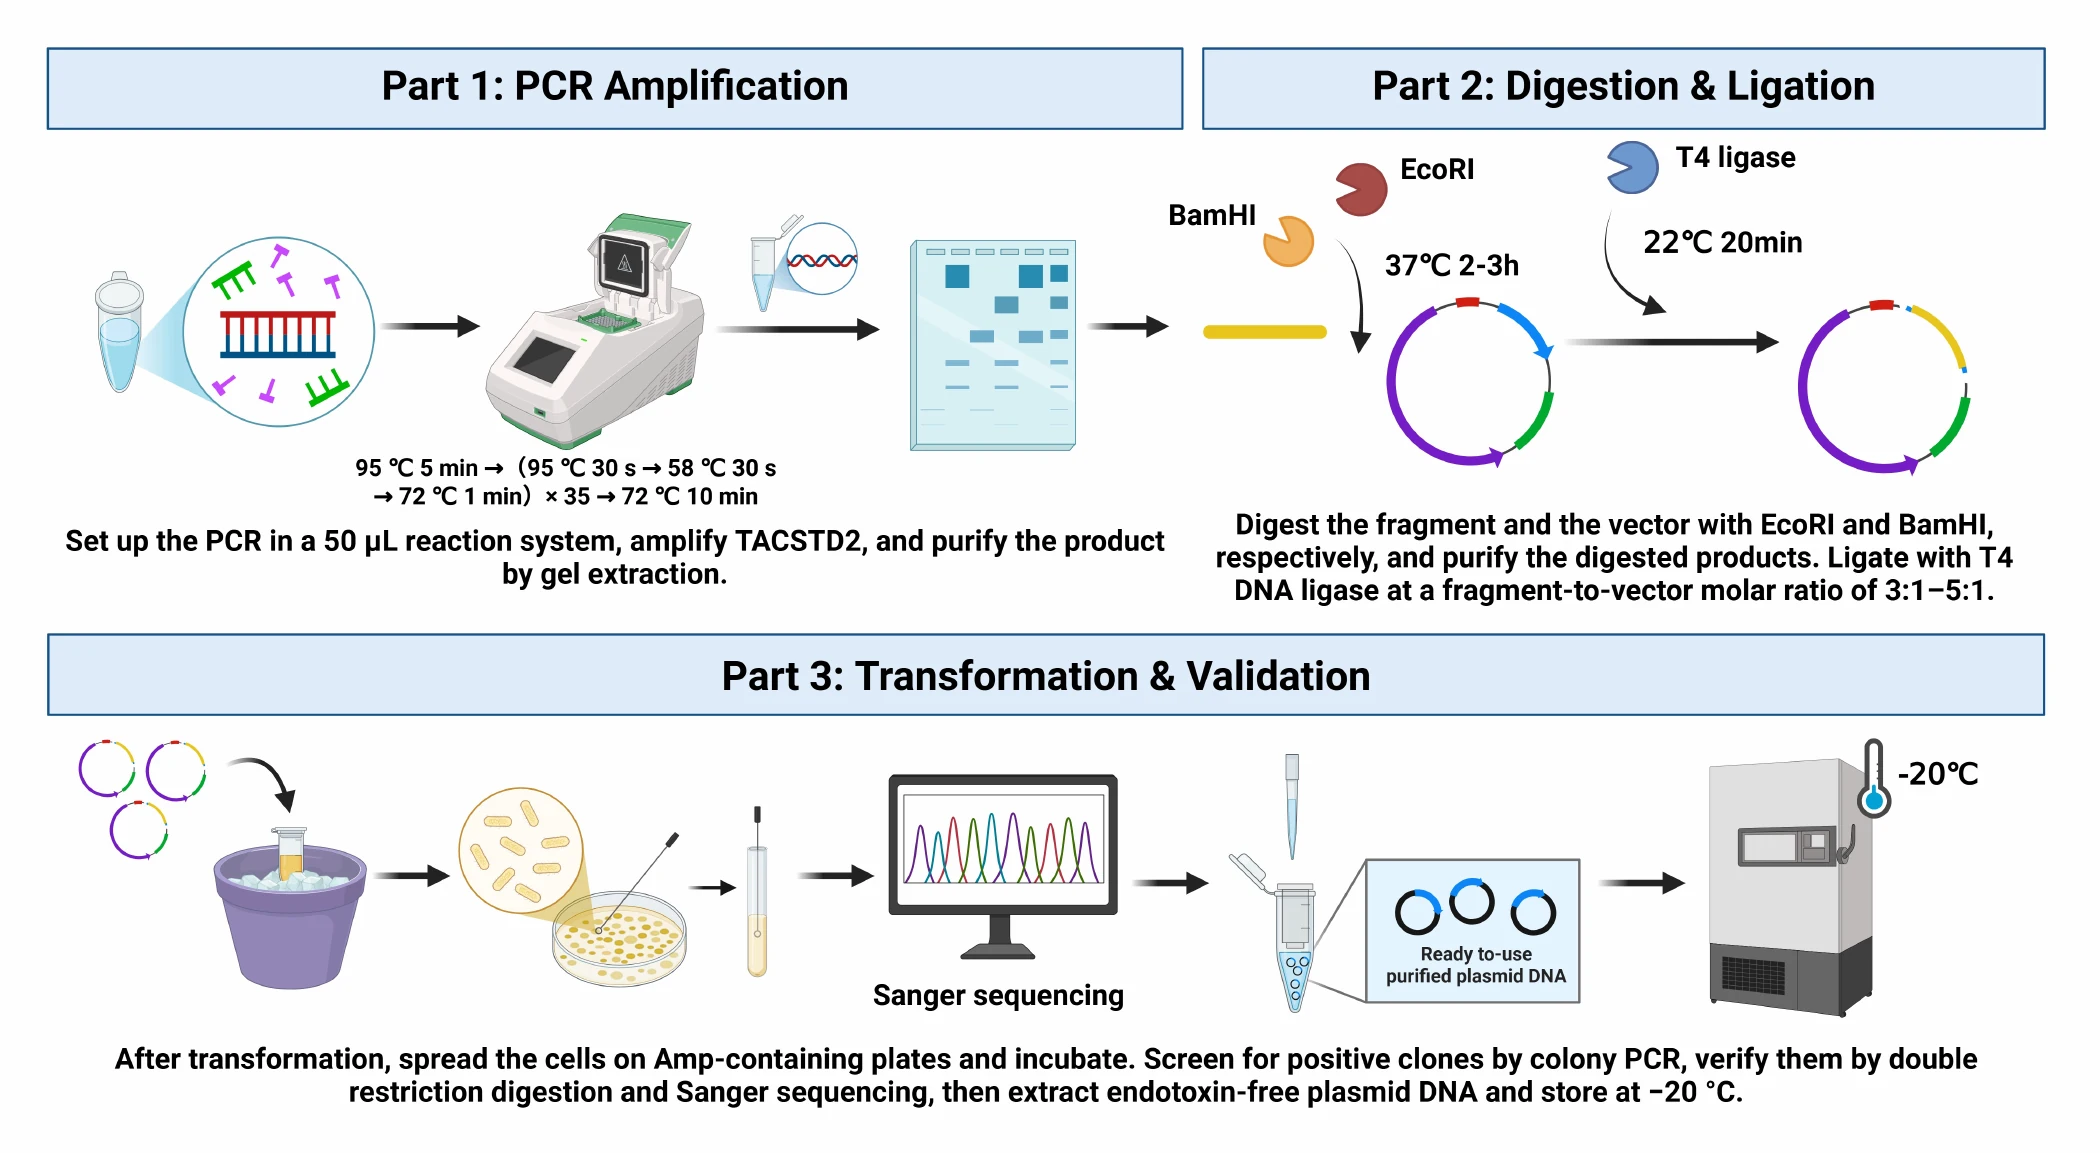 Part 1: PCR Amplification
95 ℃ 5 min →（95 ℃ 30 s → 58 ℃ 30 s
→ 72 ℃ 1 min）× 35 → 72 ℃ 10 min
Set up the PCR in a 50 μL reaction system, amplify TACSTD2, and purify the product
by gel extraction.
Part 2: Digestion & Ligation
BamHI
EcoRI
37℃ 2-3h
T4 ligase
22℃ 20min
Digest the fragment and the vector with EcoRI and BamHI,
respectively, and purify the digested products. Ligate with T4
DNA ligase at a fragment-to-vector molar ratio of 3:1–5:1.
Part 3: Transformation & Validation
Sanger sequencing
Ready to-use
purified plasmid DNA
-20℃
After transformation, spread the cells on Amp-containing plates and incubate. Screen for positive clones by colony PCR, verify them by double
restriction digestion and Sanger sequencing, then extract endotoxin-free plasmid DNA and store at −20 °C.